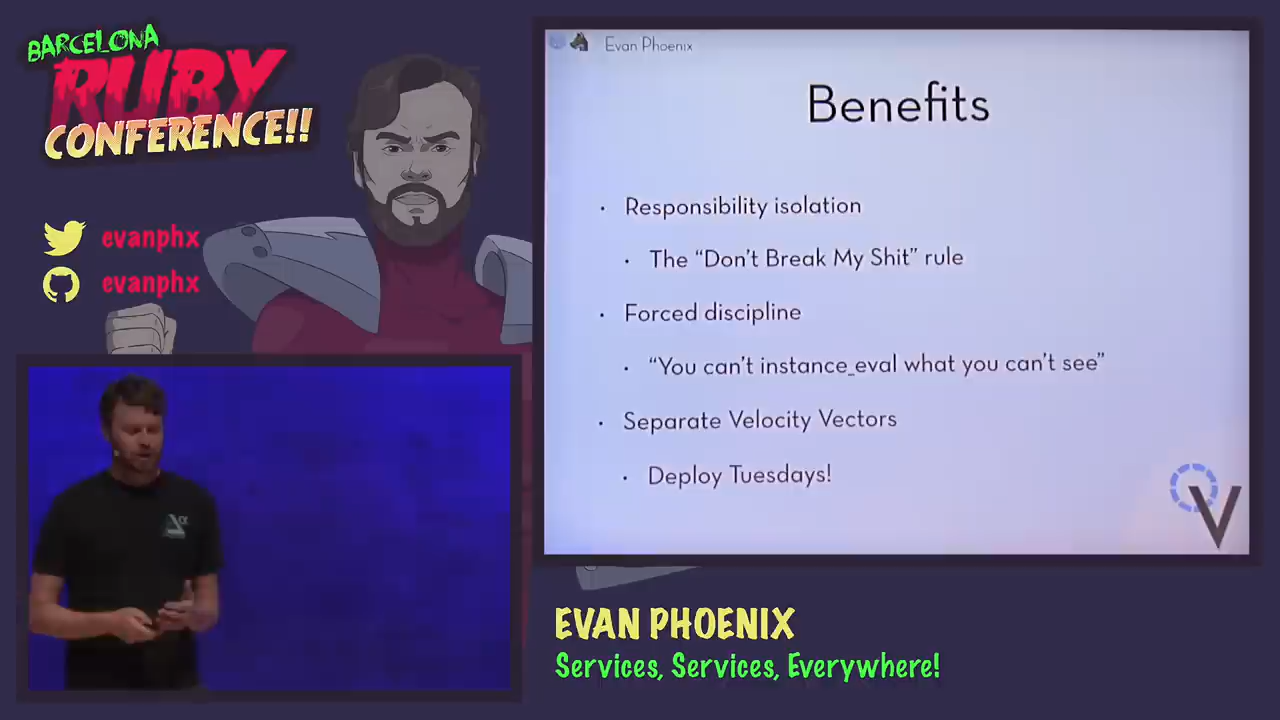 BARCELONA
RUBY
CONFERENCE!!
evanphx
evanphx
Evan Phoenix
Benefits
· Responsibility isolation
· The “Don’t Break My Shit” rule
· Forced discipline
· “You can’t instance_eval what you can’t see”
· Separate Velocity Vectors
· Deploy Tuesdays!
V
EVAN PHOENIX
Services, Services, Everywhere!